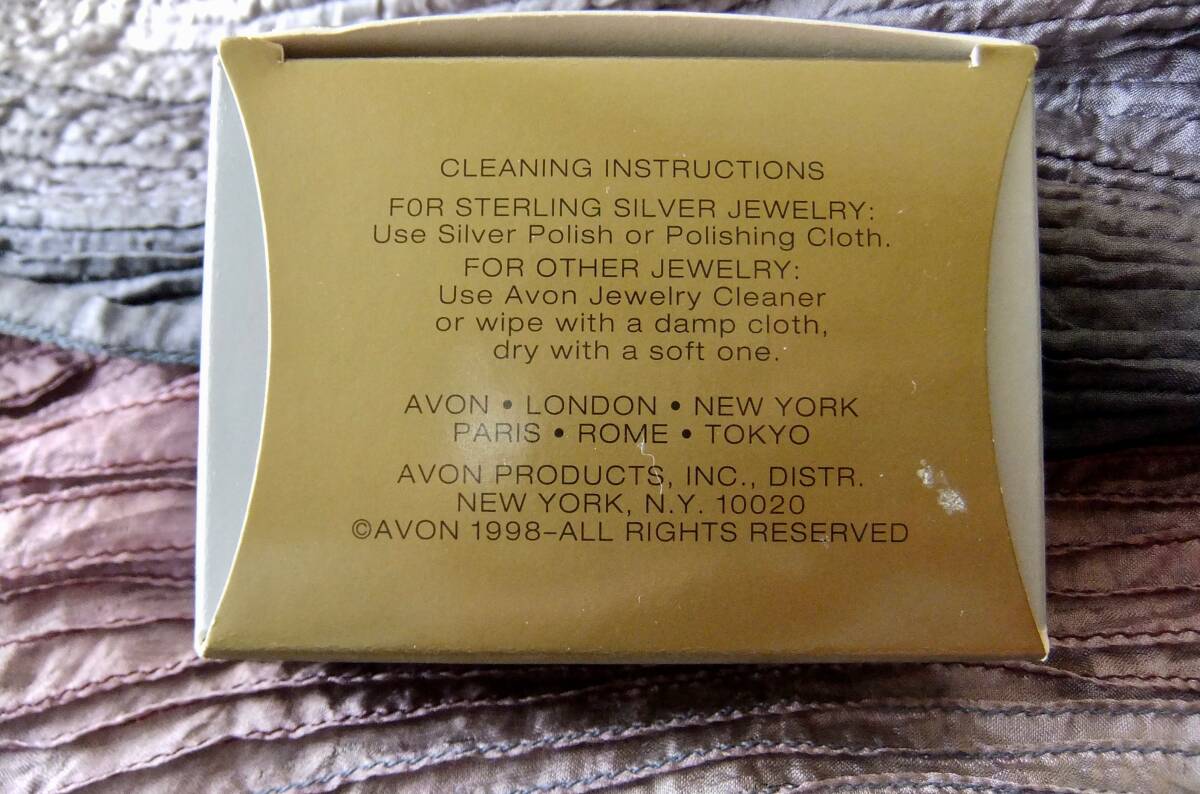 CLEANING INSTRUCTIONS
FOR STERLING SILVER JEWELRY:
Use Silver Polish or Polishing Cloth.
FOR OTHER JEWELRY:
Use Avon Jewelry Cleaner
or wipe with a damp cloth,
dry with a soft one.
AVON • LONDON • NEW YORK
PARIS • ROME • TOKYO
AVON PRODUCTS, INC., DISTR.
NEW YORK, N.Y. 10020
©AVON 1998–ALL RIGHTS RESERVED